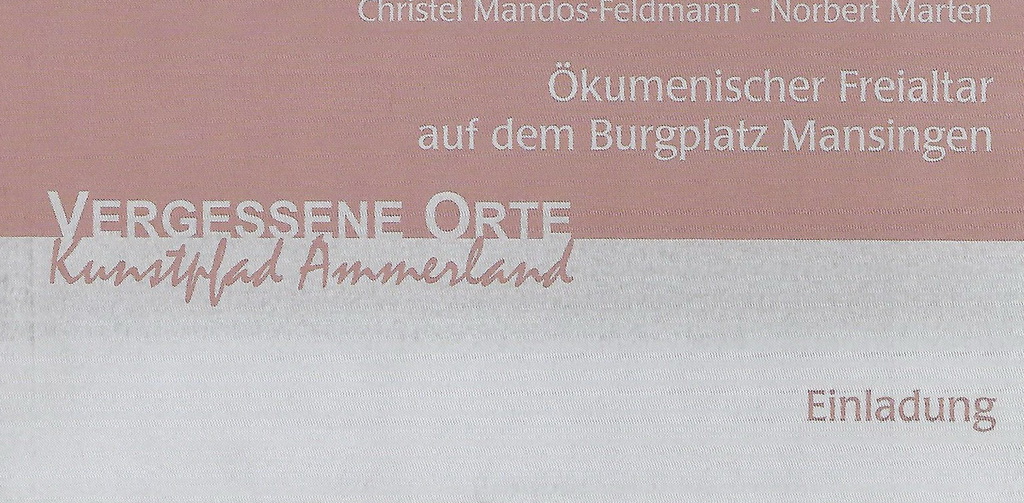 Christel Mandos-Feldmann - Norbert Marten
Ökumenischer Freialtar
auf dem Burgplatz Mansingen
VERGESSENE ORTE
Kunstpfad Ammerland
Einladung